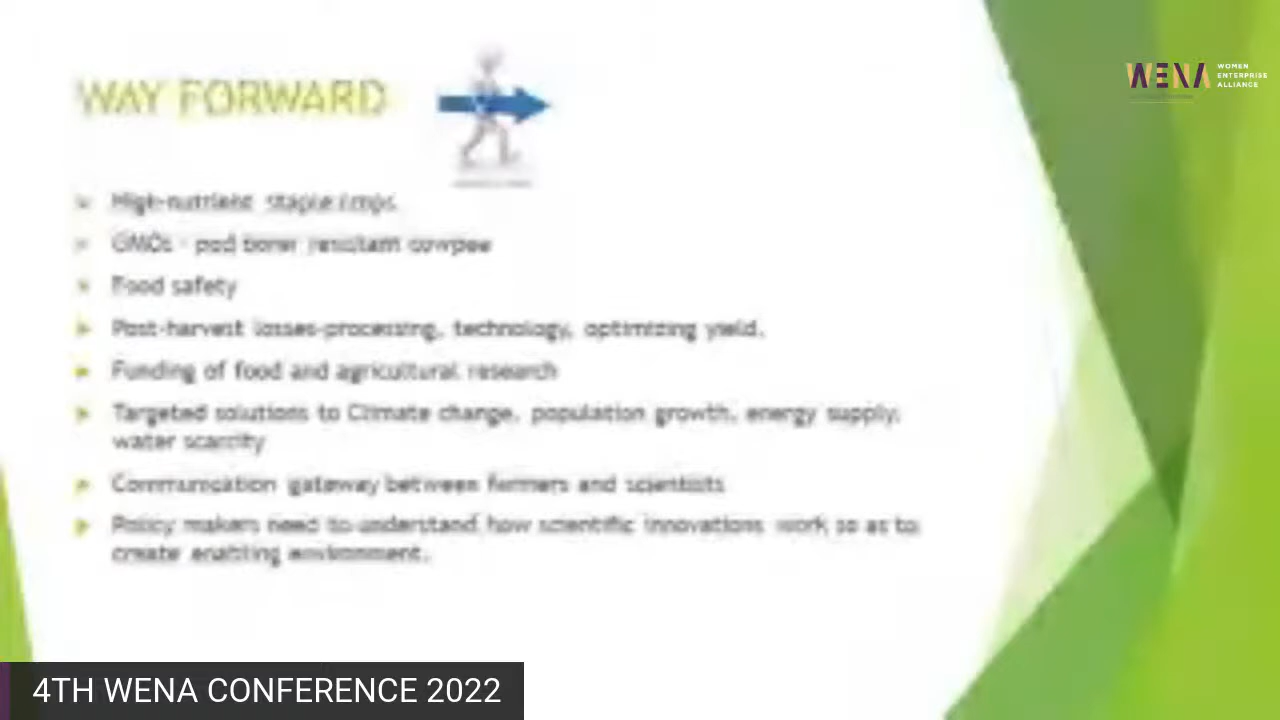 WENA WOMEN
ENTERPRISE
ALLIANCE
WAY FORWARD
High-nutrient staple crops
GMOs - pod borer resistant cowpea
Food safety
Post-harvest losses-processing, technology, optimizing yield.
Funding of food and agricultural research
Targeted solutions to Climate change, population growth, energy supply,
water scarcity
Communication gateway between farmers and scientists
Policy makers need to understand how scientific innovations work so as to
create enabling environment.
4TH WENA CONFERENCE 2022